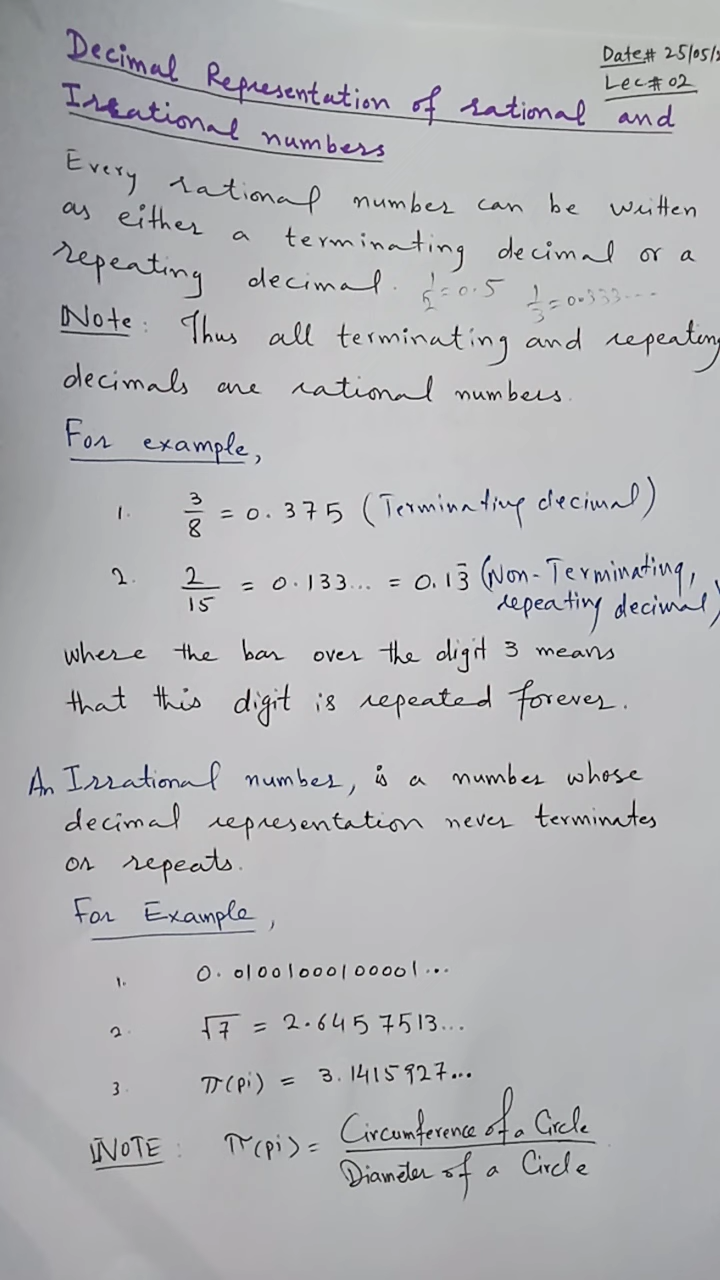 Date# 25/05/
Lec# 02
Decimal Representation of rational and
Irrational numbers
Every rational number can be written
as either a terminating decimal or a
repeating decimal. 1/2 = 0.5 1/3 = 0.333...
Note: Thus all terminating and repeating
decimals are rational numbers.
For example,
1. 3/8 = 0.375 (Terminating decimal)
2. 2/15 = 0.133... = 0.13̄ (Non-Terminating,
repeating decimal)
where the bar over the digit 3 means
that this digit is repeated forever.
An Irrational number, is a number whose
decimal representation never terminates
or repeats.
For Example,
1. 0.01001000100001...
2. √7 = 2.6457513...
3. π(pi) = 3.1415927...
NOTE: π(pi) = Circumference of a Circle / Diameter of a Circle